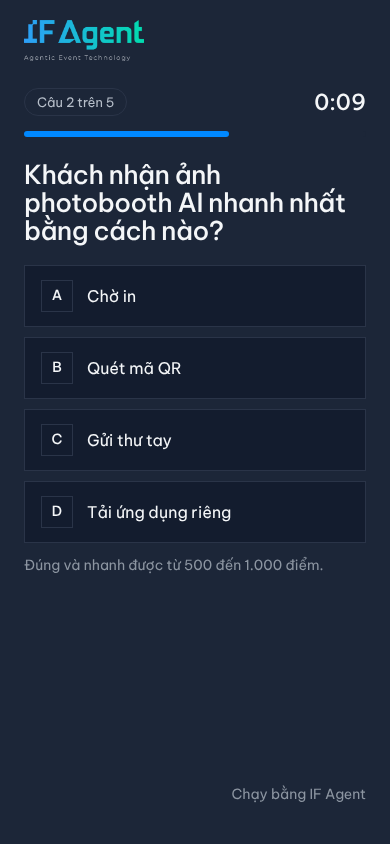 IF Agent
Agentic Event Technology
Câu 2 trên 5
0:09
Khách nhận ảnh
photobooth AI nhanh nhất
bằng cách nào?
A Chờ in
B Quét mã QR
C Gửi thư tay
D Tải ứng dụng riêng
Đúng và nhanh được từ 500 đến 1.000 điểm.
Chạy bằng IF Agent